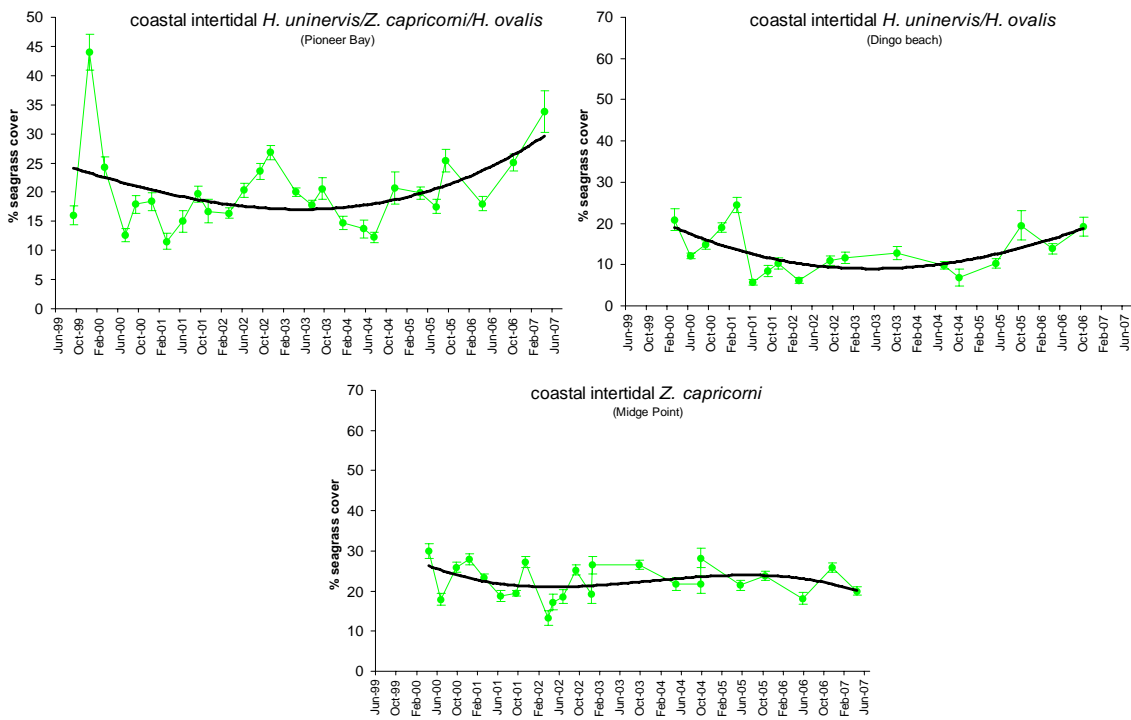 coastal intertidal H. uninervis/Z. capricorni/H. ovalis
(Pioneer Bay)
% seagrass cover
50
45
40
35
30
25
20
15
10
5
0
Jun-99
Oct-99
Feb-00
Jun-00
Oct-00
Feb-01
Jun-01
Oct-01
Feb-02
Jun-02
Oct-02
Feb-03
Jun-03
Oct-03
Feb-04
Jun-04
Oct-04
Feb-05
Jun-05
Oct-05
Feb-06
Jun-06
Oct-06
Feb-07
Jun-07
coastal intertidal H. uninervis/H. ovalis
(Dingo beach)
% seagrass cover
70
60
50
40
30
20
10
0
Jun-99
Oct-99
Feb-00
Jun-00
Oct-00
Feb-01
Jun-01
Oct-01
Feb-02
Jun-02
Oct-02
Feb-03
Jun-03
Oct-03
Feb-04
Jun-04
Oct-04
Feb-05
Jun-05
Oct-05
Feb-06
Jun-06
Oct-06
Feb-07
Jun-07
coastal intertidal Z. capricorni
(Midge Point)
% seagrass cover
70
60
50
40
30
20
10
0
Jun-99
Oct-99
Feb-00
Jun-00
Oct-00
Feb-01
Jun-01
Oct-01
Feb-02
Jun-02
Oct-02
Feb-03
Jun-03
Oct-03
Feb-04
Jun-04
Oct-04
Feb-05
Jun-05
Oct-05
Feb-06
Jun-06
Oct-06
Feb-07
Jun-07